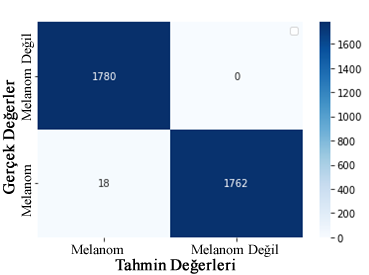 Gerçek Değerler
Melanom Değil
Melanom
1780
0
18
1762
Melanom
Melanom Değil
Tahmin Değerleri
1600
1400
1200
1000
800
600
400
200
0